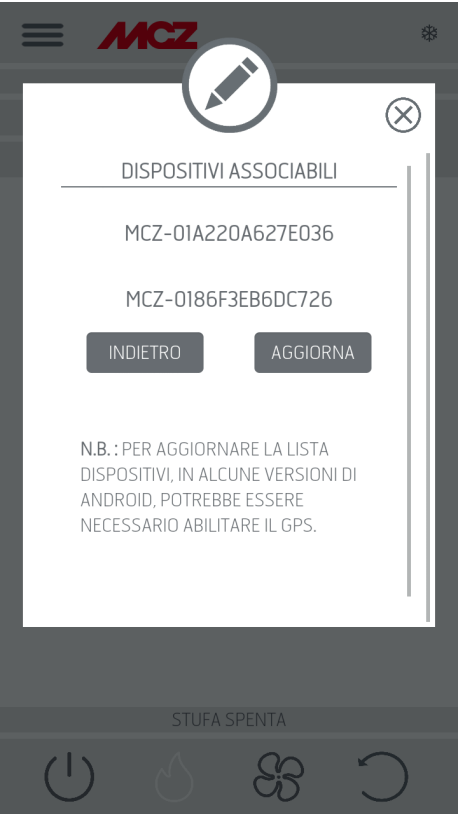 MCZ
DISPOSITIVI ASSOCIABILI
MCZ-01A220A627E036
MCZ-0186F3EB6DC726
INDIETRO
AGGIORNA
N.B. : PER AGGIORNARE LA LISTA
DISPOSITIVI, IN ALCUNE VERSIONI DI
ANDROID, POTREBBE ESSERE
NECESSARIO ABILITARE IL GPS.
STUFA SPENTA